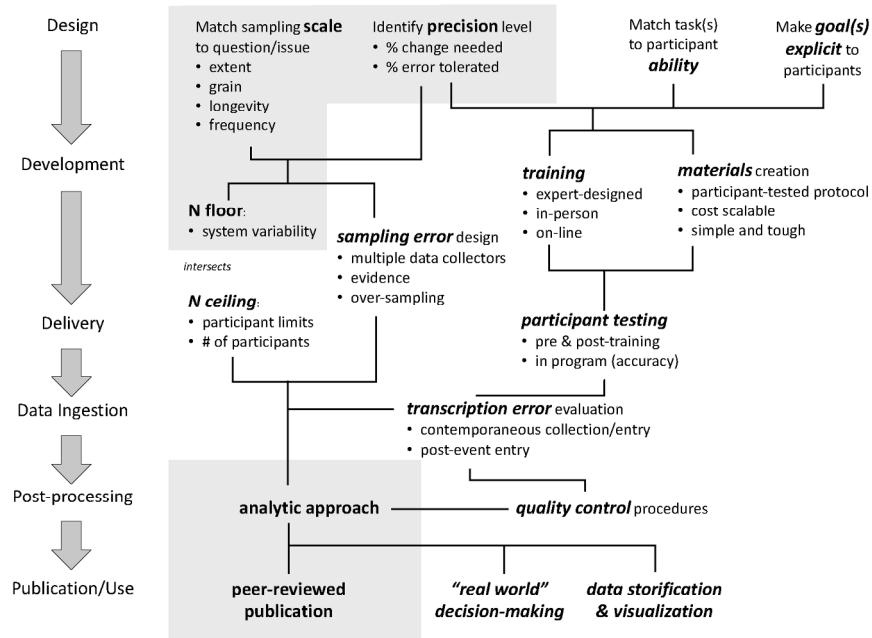 Design
Match sampling scale
to question/issue
• extent
• grain
• longevity
• frequency
Identify precision level
• % change needed
• % error tolerated
Match task(s)
to participant
ability
Make goal(s)
explicit to
participants
Development
N floor:
• system variability
sampling error design
• multiple data collectors
• evidence
• over-sampling
training
• expert-designed
• in-person
• on-line
materials creation
• participant-tested protocol
• cost scalable
• simple and tough
intersects
Delivery
N ceiling:
• participant limits
• # of participants
participant testing
• pre & post-training
• in program (accuracy)
Data Ingestion
transcription error evaluation
• contemporaneous collection/entry
• post-event entry
Post-processing
analytic approach
quality control procedures
Publication/Use
peer-reviewed
publication
“real world”
decision-making
data storification
& visualization